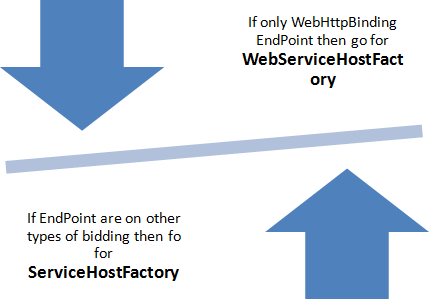 If only WebHttpBinding
EndPoint then go for
WebServiceHostFact
ory
If EndPoint are on other
types of bidding then fo
for
ServiceHostFactory